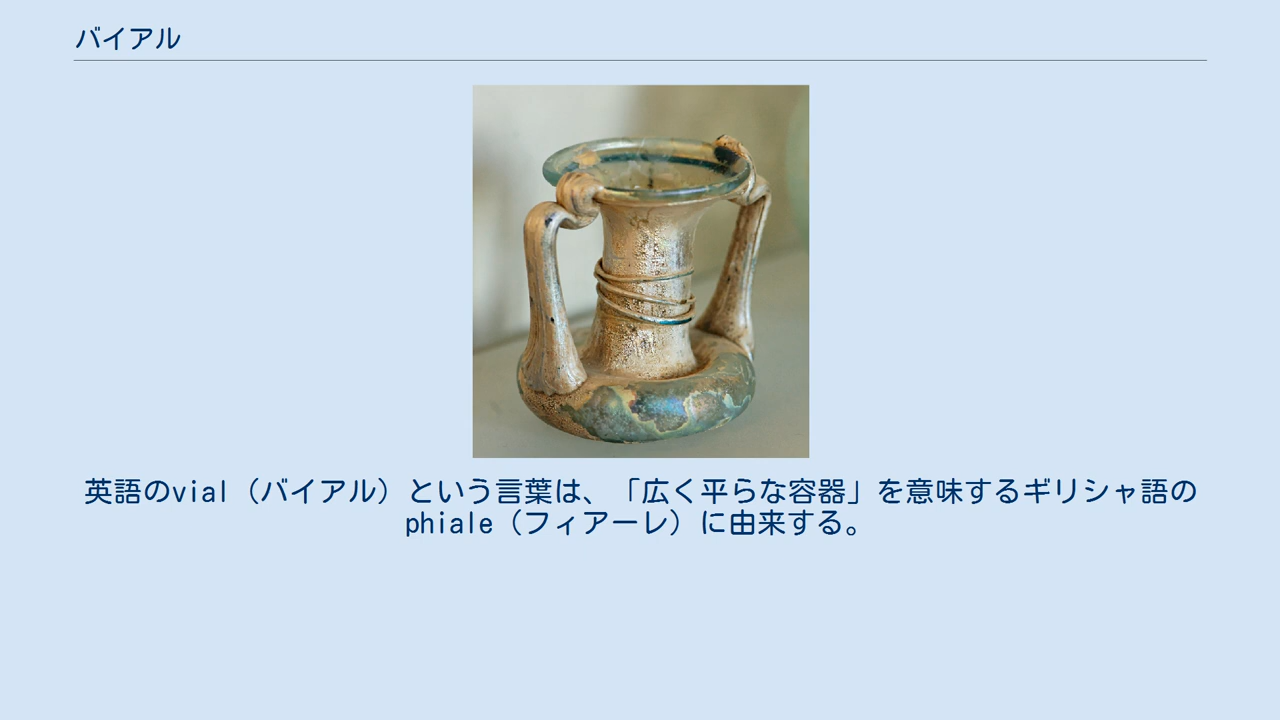 バイアル
英語のvial（バイアル）という言葉は、「広く平らな容器」を意味するギリシャ語の
phiale（フィアーレ）に由来する。